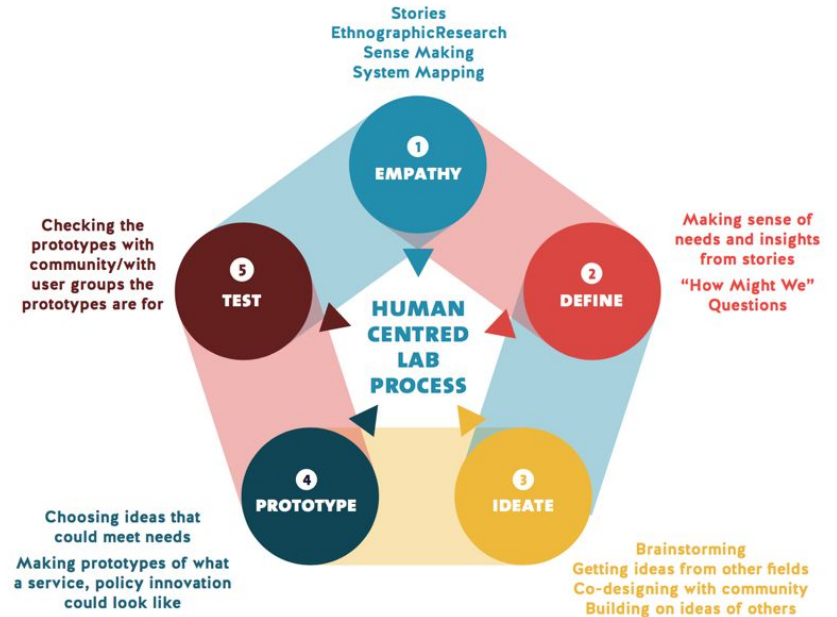 Stories
EthnographicResearch
Sense Making
System Mapping
1
EMPATHY
2
DEFINE
Making sense of
needs and insights
from stories
“How Might We”
Questions
3
IDEATE
Brainstorming
Getting ideas from other fields
Co-designing with community
Building on ideas of others
4
PROTOTYPE
Choosing ideas that
could meet needs
Making prototypes of what
a service, policy innovation
could look like
5
TEST
Checking the
prototypes with
community/with
user groups the
prototypes are for
HUMAN
CENTRED
LAB
PROCESS